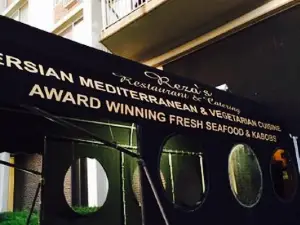 Reza's
Restaurant & Catering
ERSIAN MEDITERRANEAN & VEGETARIAN CUISINE
AWARD WINNING FRESH SEAFOOD & KABOBS